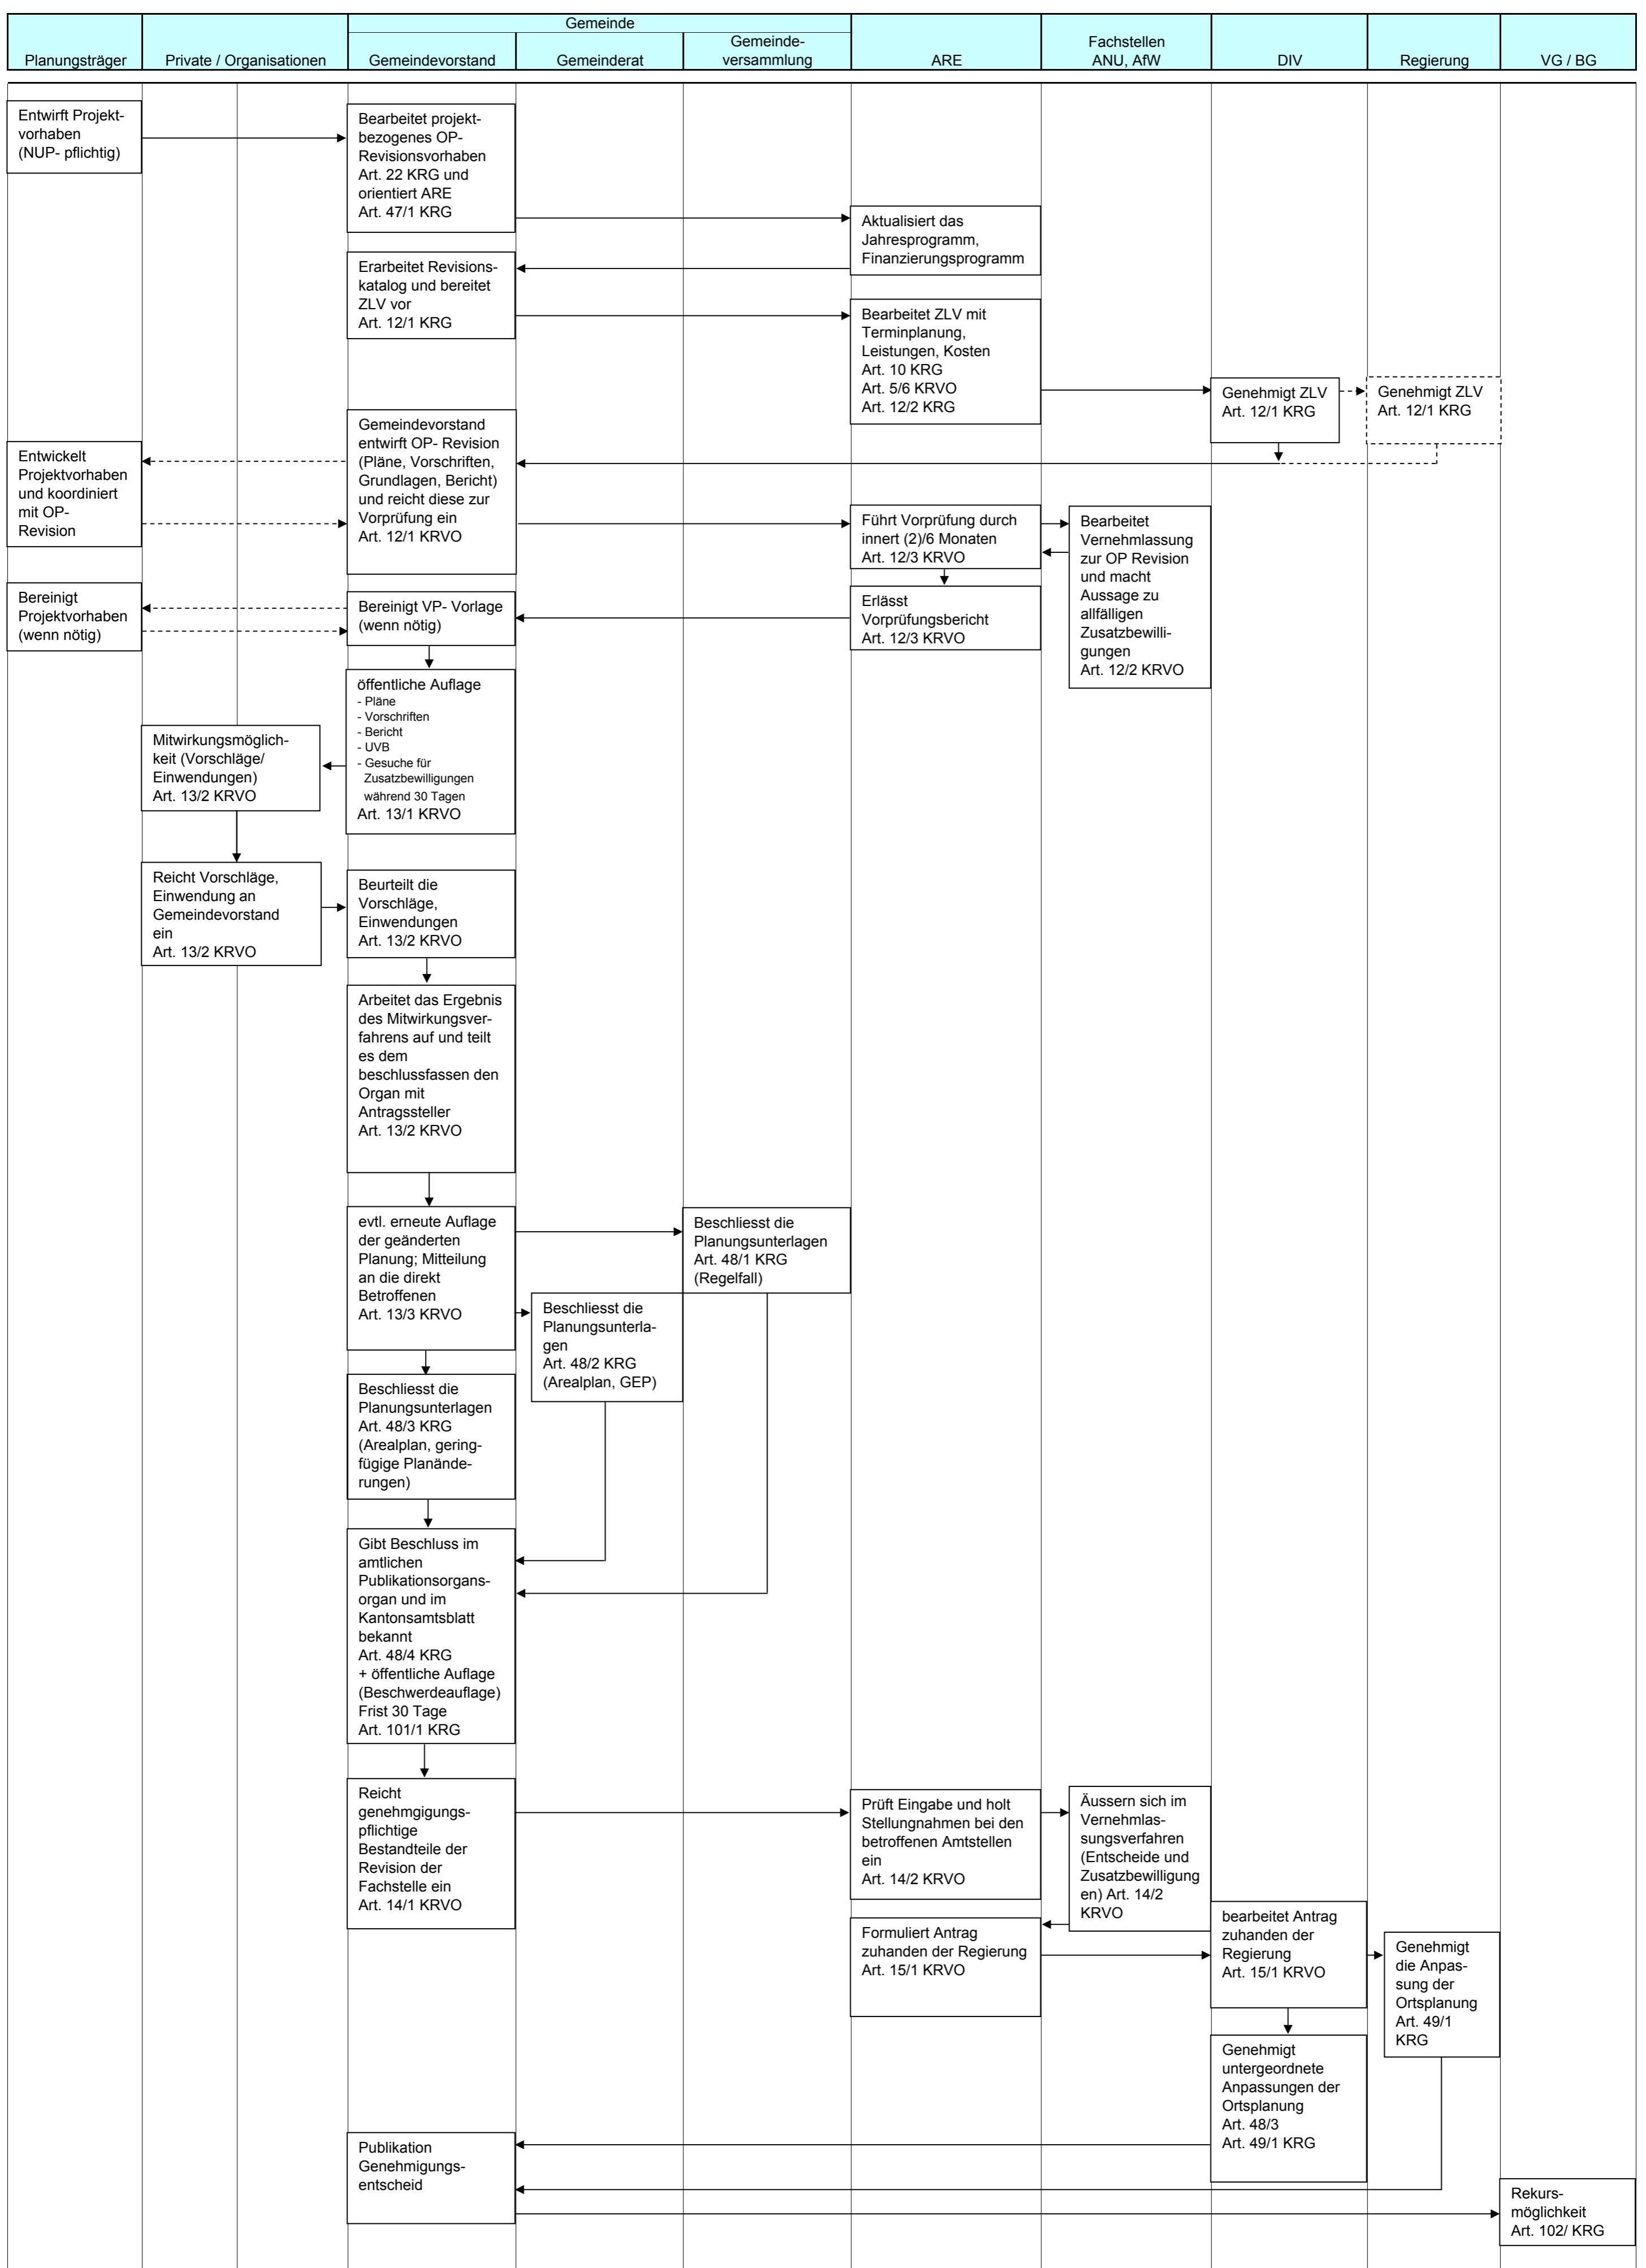 Gemeinde
Planungsträger
Private / Organisationen
Gemeindevorstand
Gemeinderat
Gemeinde-
versammlung
ARE
Fachstellen
ANU, AfW
DIV
Regierung
VG / BG
Entwirft Projekt-
vorhaben
(NUP- pflichtig)
Bearbeitet projekt-
bezogenes OP-
Revisionsvorhaben
Art. 22 KRG und
orientiert ARE
Art. 47/1 KRG
Aktualisiert das
Jahresprogramm,
Finanzierungsprogramm
Erarbeitet Revisions-
katalog und bereitet
ZLV vor
Art. 12/1 KRG
Bearbeitet ZLV mit
Terminplanung,
Leistungen, Kosten
Art. 10 KRG
Art. 5/6 KRVO
Art. 12/2 KRG
Genehmigt ZLV
Art. 12/1 KRG
Genehmigt ZLV
Art. 12/1 KRG
Gemeindevorstand
entwirft OP- Revision
(Pläne, Vorschriften,
Grundlagen, Bericht)
und reicht diese zur
Vorprüfung ein
Art. 12/1 KRVO
Entwickelt
Projektvorhaben
und koordiniert
mit OP-
Revision
Führt Vorprüfung durch
innert (2)/6 Monaten
Art. 12/3 KRVO
Bearbeitet
Vernehmlassung
zur OP Revision
und macht
Aussage zu
allfälligen
Zusatzbewilli-
gungen
Art. 12/2 KRVO
Bereinigt
Projektvorhaben
(wenn nötig)
Bereinigt VP- Vorlage
(wenn nötig)
Erlässt
Vorprüfungsbericht
Art. 12/3 KRVO
öffentliche Auflage
- Pläne
- Vorschriften
- Bericht
- UVB
- Gesuche für
Zusatzbewilligungen
während 30 Tagen
Art. 13/1 KRVO
Mitwirkungsmöglich-
keit (Vorschläge/
Einwendungen)
Art. 13/2 KRVO
Reicht Vorschläge,
Einwendung an
Gemeindevorstand
ein
Art. 13/2 KRVO
Beurteilt die
Vorschläge,
Einwendungen
Art. 13/2 KRVO
Arbeitet das Ergebnis
des Mitwirkungsver-
fahrens auf und teilt
es dem
beschlussfassen den
Organ mit
Antragssteller
Art. 13/2 KRVO
evtl. erneute Auflage
der geänderten
Planung; Mitteilung
an die direkt
Betroffenen
Art. 13/3 KRVO
Beschliesst die
Planungsunterlagen
Art. 48/1 KRG
(Regelfall)
Beschliesst die
Planungsunterla-
gen
Art. 48/2 KRG
(Arealplan, GEP)
Beschliesst die
Planungsunterlagen
Art. 48/3 KRG
(Arealplan, gering-
fügige Planände-
rungen)
Gibt Beschluss im
amtlichen
Publikationsorgans-
organ und im
Kantonsamtsblatt
bekannt
Art. 48/4 KRG
+ öffentliche Auflage
(Beschwerdeauflage)
Frist 30 Tage
Art. 101/1 KRG
Reicht
genehmgigungs-
pflichtige
Bestandteile der
Revision der
Fachstelle ein
Art. 14/1 KRVO
Prüft Eingabe und holt
Stellungnahmen bei den
betroffenen Amtstellen
ein
Art. 14/2 KRVO
Äussern sich im
Vernehmlas-
sungsverfahren
(Entscheide und
Zusatzbewilligung
en) Art. 14/2
KRVO
Formuliert Antrag
zuhanden der Regierung
Art. 15/1 KRVO
bearbeitet Antrag
zuhanden der
Regierung
Art. 15/1 KRVO
Genehmigt
die Anpas-
sung der
Ortsplanung
Art. 49/1
KRG
Genehmigt
untergeordnete
Anpassungen der
Ortsplanung
Art. 48/3
Art. 49/1 KRG
Publikation
Genehmigungs-
entscheid
Rekurs-
möglichkeit
Art. 102/ KRG